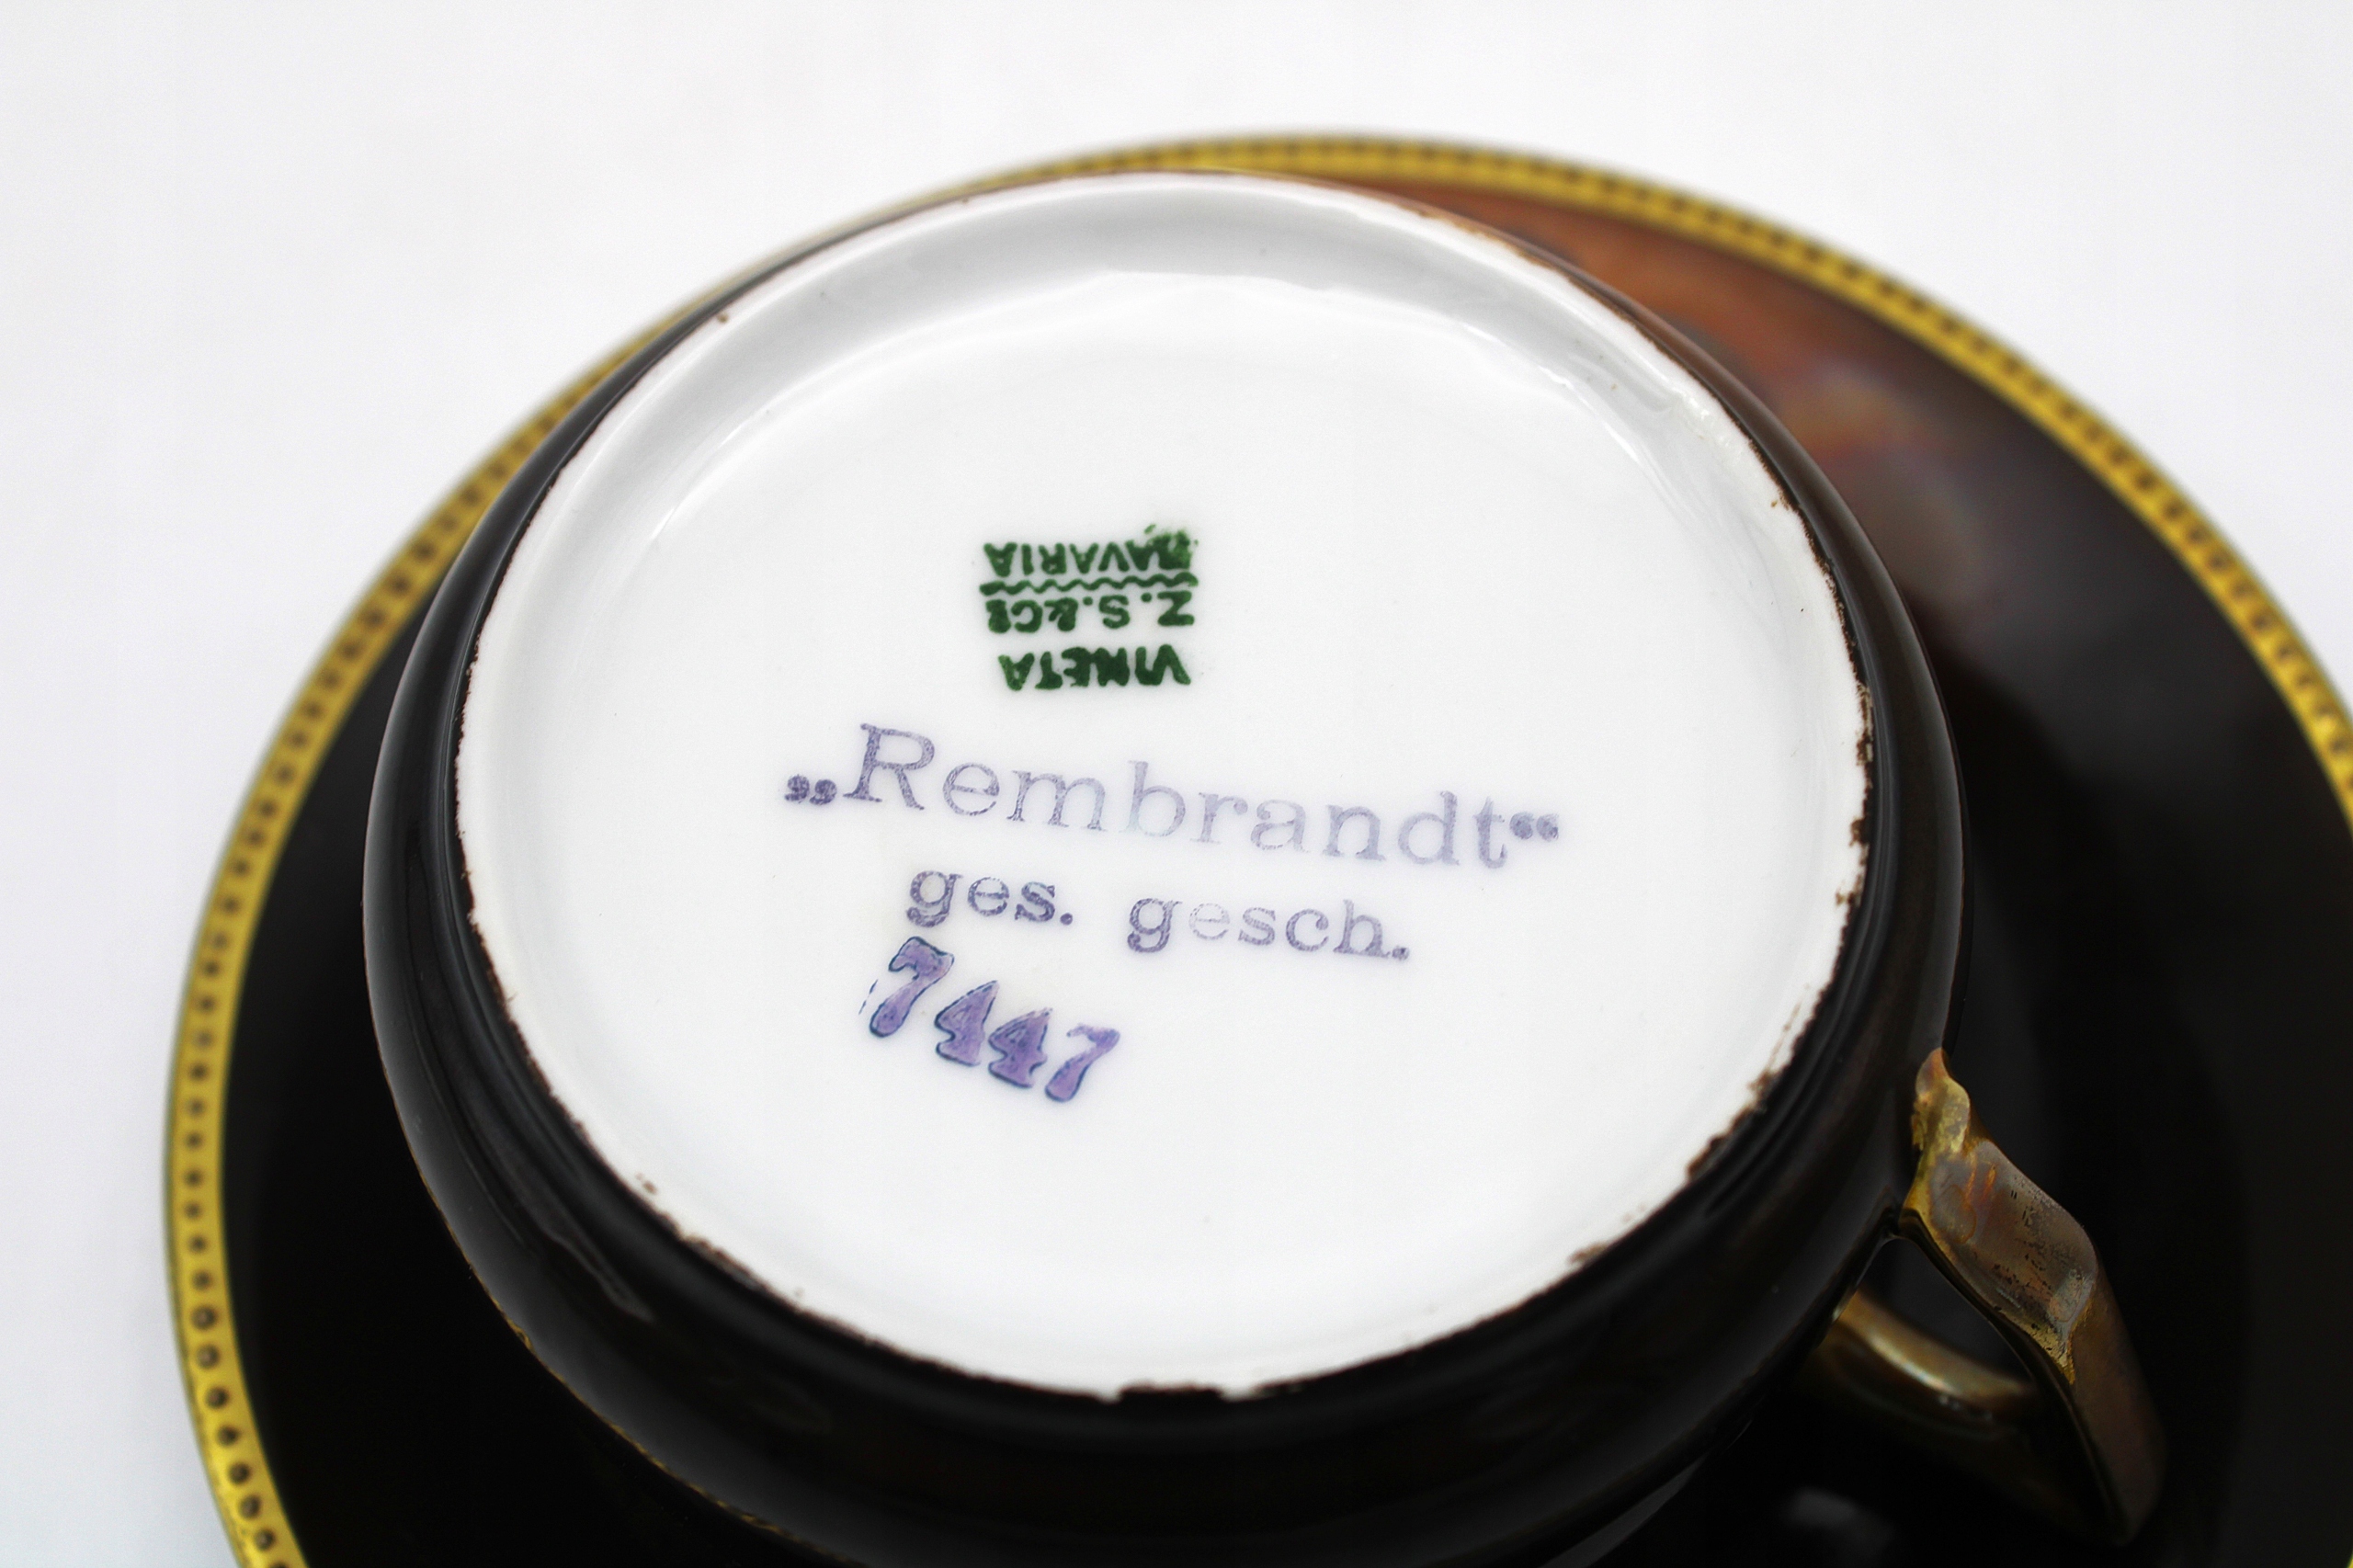 VINETA
Z.S.&Co
BAVARIA
„Rembrandt“
ges. gesch.
7447